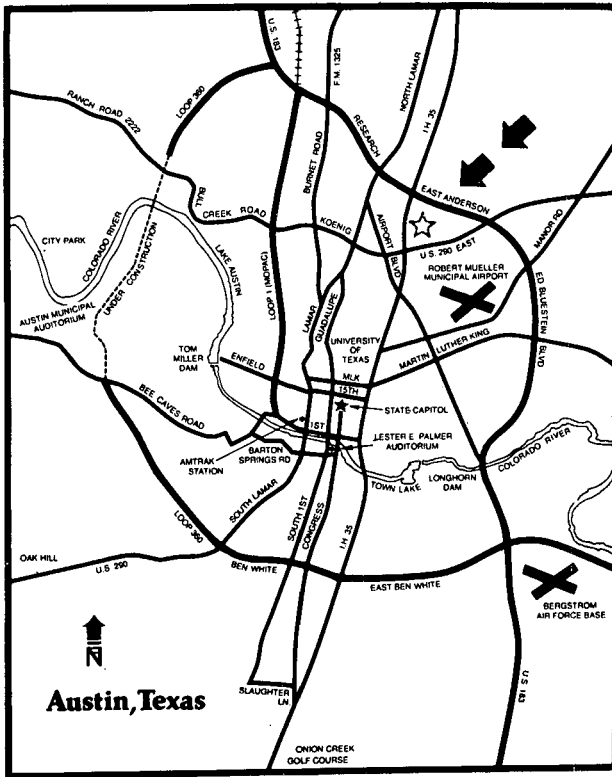 U.S. 183
F.M. 1325
NORTH LAMAR
I.H. 35
RANCH ROAD 2222
LOOP 360
BURNET ROAD
RESEARCH
EAST ANDERSON
BULL
CREEK ROAD
KOENIG
AIRPORT BLVD
U.S. 290 EAST
MANOR RD
CITY PARK
COLORADO RIVER
LAKE AUSTIN
UNDER CONSTRUCTION
LOOP 1 (MOPAC)
ROBERT MUELLER
MUNICIPAL AIRPORT
ED BLUESTEIN BLVD
AUSTIN MUNICIPAL
AUDITORIUM
LAMAR
GUADALUPE
UNIVERSITY
OF
TEXAS
MARTIN LUTHER KING
TOM
MILLER
DAM
ENFIELD
MLK
15TH
STATE CAPITOL
BEE CAVES ROAD
1ST
LESTER E. PALMER
AUDITORIUM
COLORADO RIVER
AMTRAK
STATION
BARTON
SPRINGS RD
TOWN LAKE
LONGHORN
DAM
SOUTH LAMAR
SOUTH 1ST
CONGRESS
I.H. 35
LOOP 360
OAK HILL
U.S. 290
BEN WHITE
EAST BEN WHITE
BERGSTROM
AIR FORCE BASE
N
Austin, Texas
SLAUGHTER
LN.
U.S. 183
ONION CREEK
GOLF COURSE